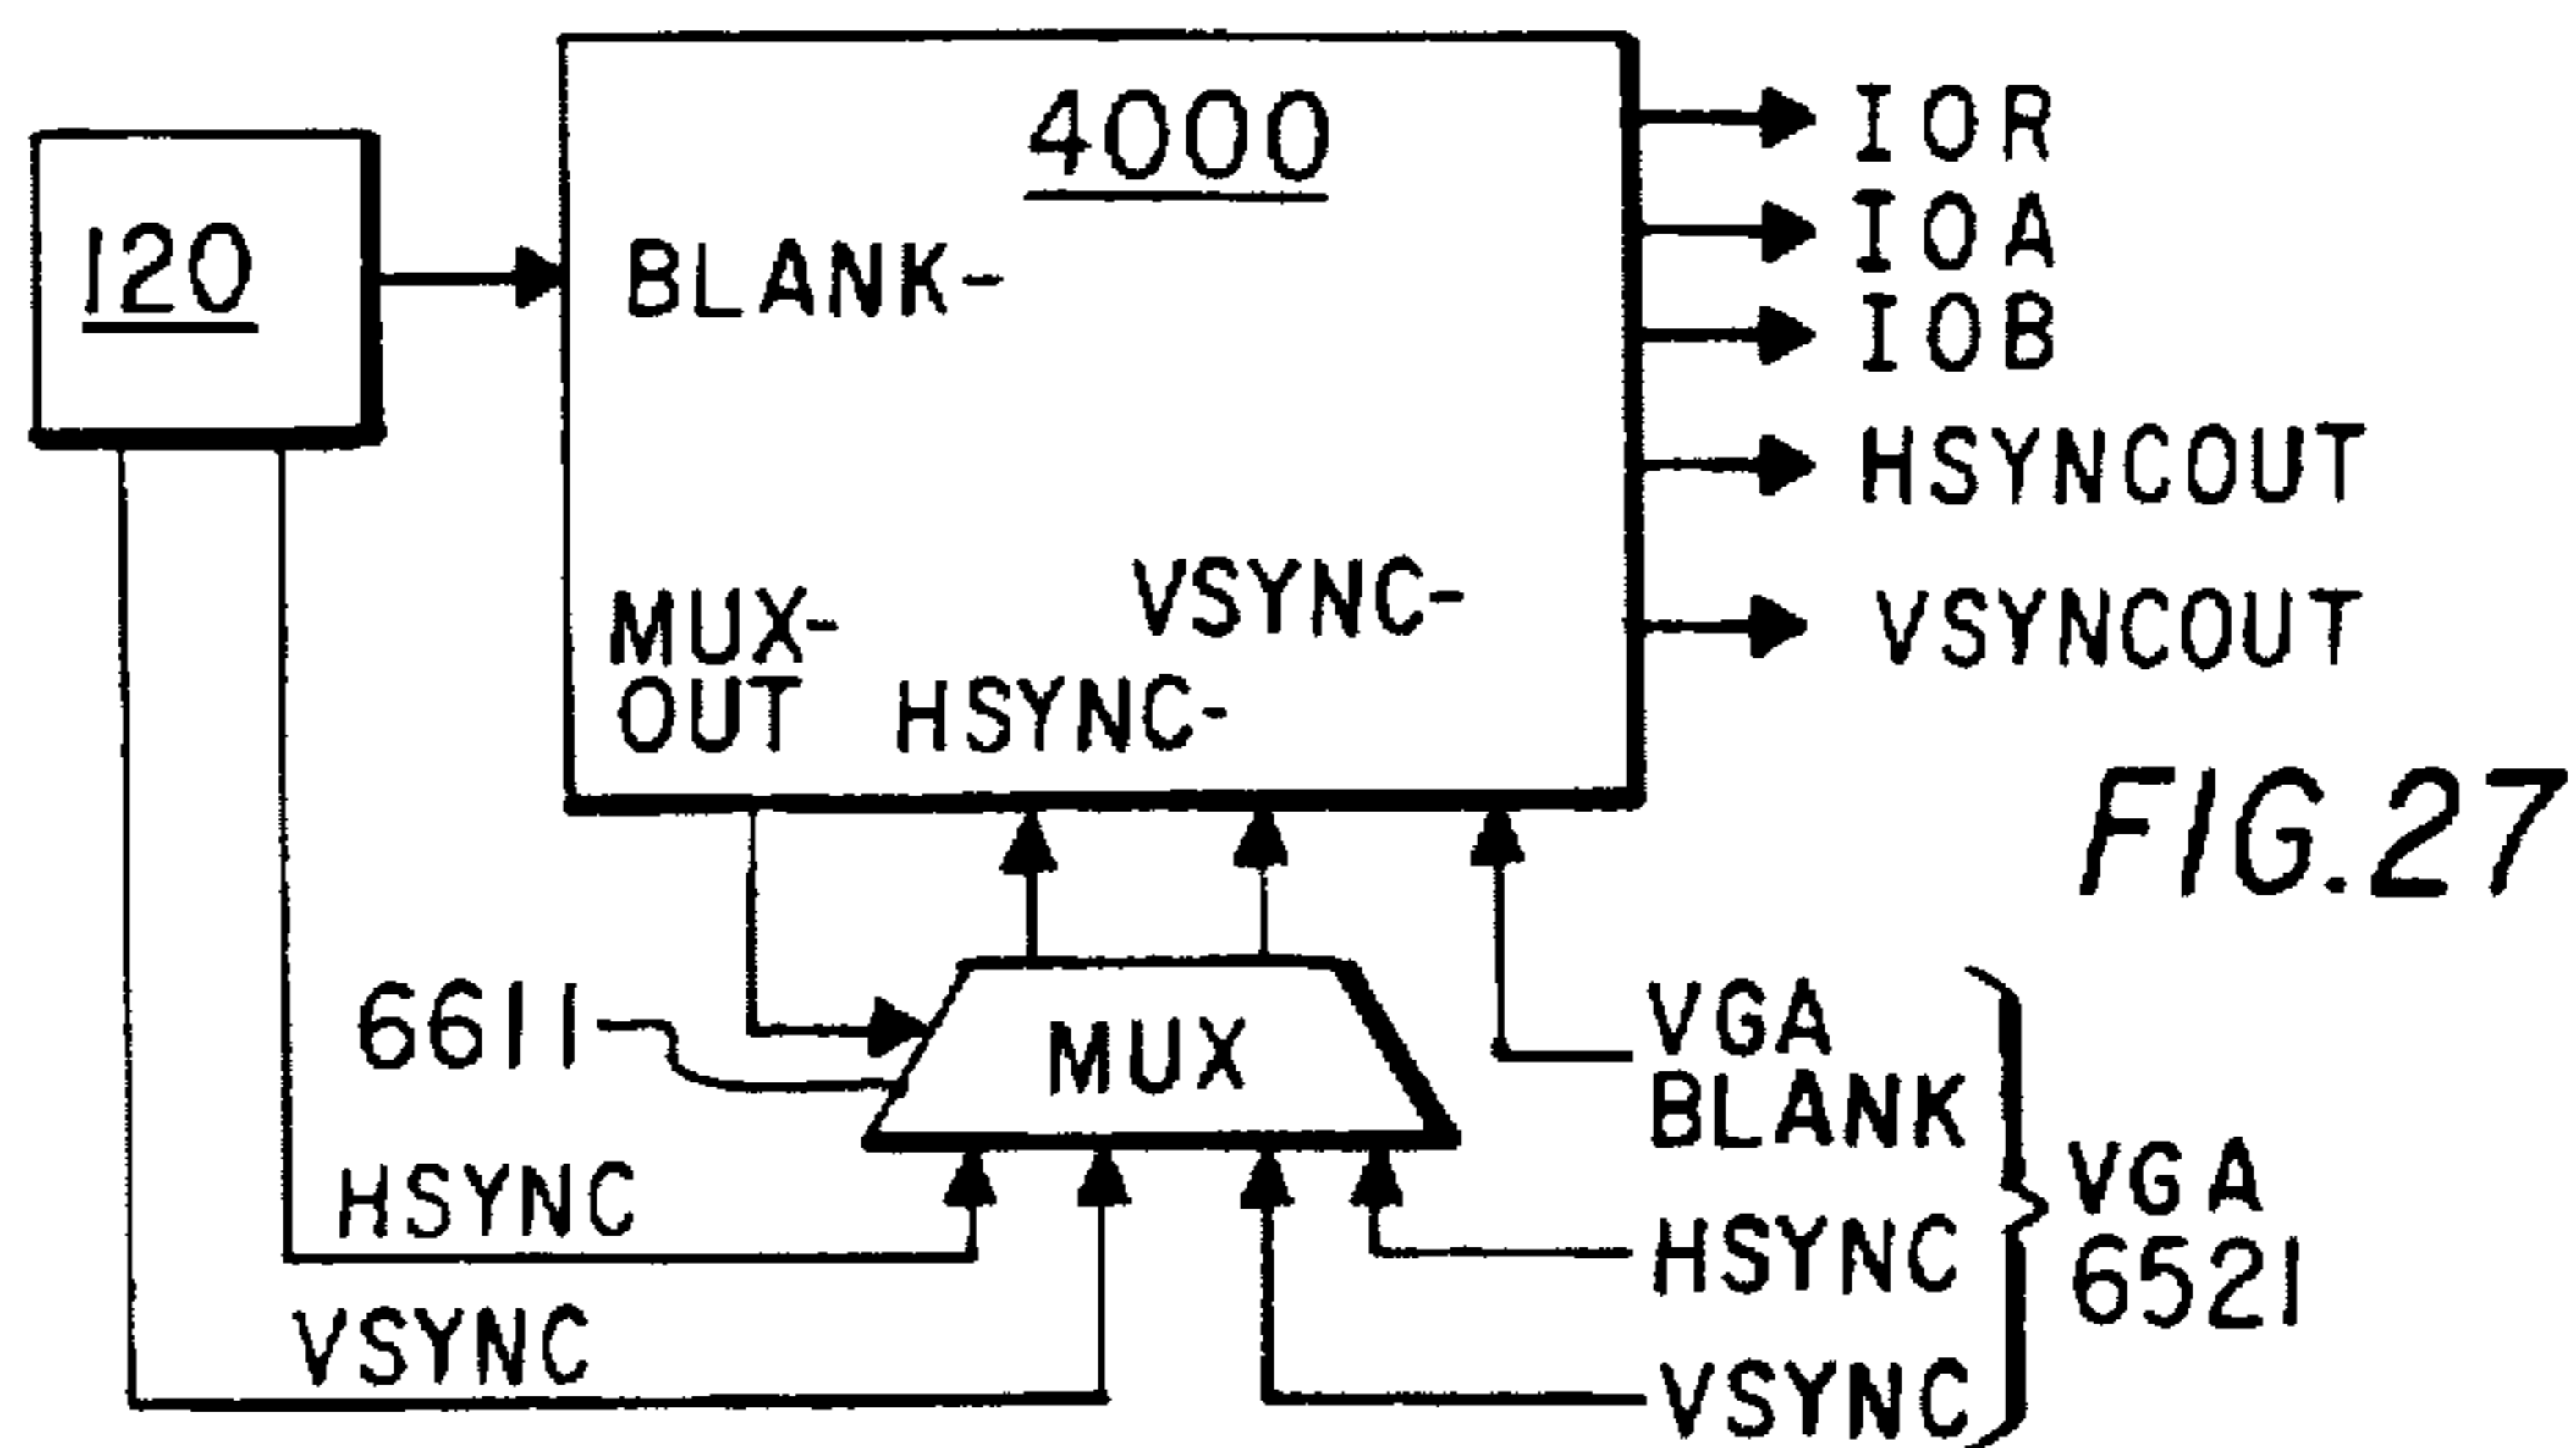 4000
120
BLANK-
IOR
IOA
IOB
HSYNCOUT
VSYNCOUT
VSYNC-
MUX-
OUT
HSYNC-
FIG.27
6611
MUX
VGA
BLANK
HSYNC
VSYNC
HSYNC
VSYNC
VGA
6521